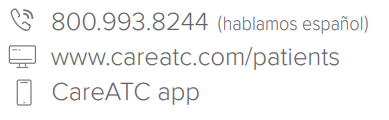 800.993.8244 (hablamos español)
www.careatc.com/patients
CareATC app